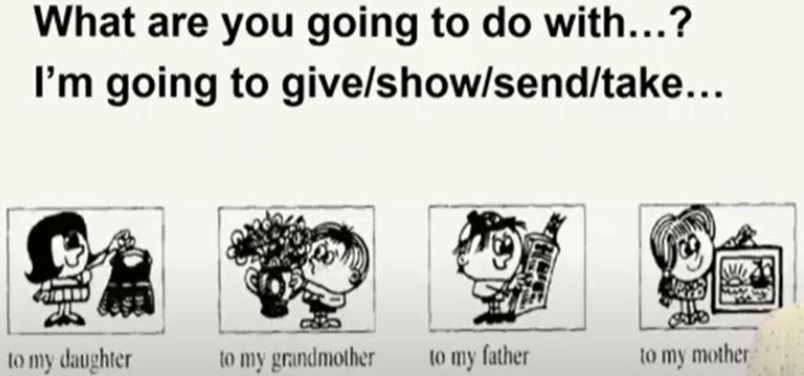 What are you going to do with...?
I'm going to give/show/send/take...
to my daughter
to my grandmother
to my father
to my mother